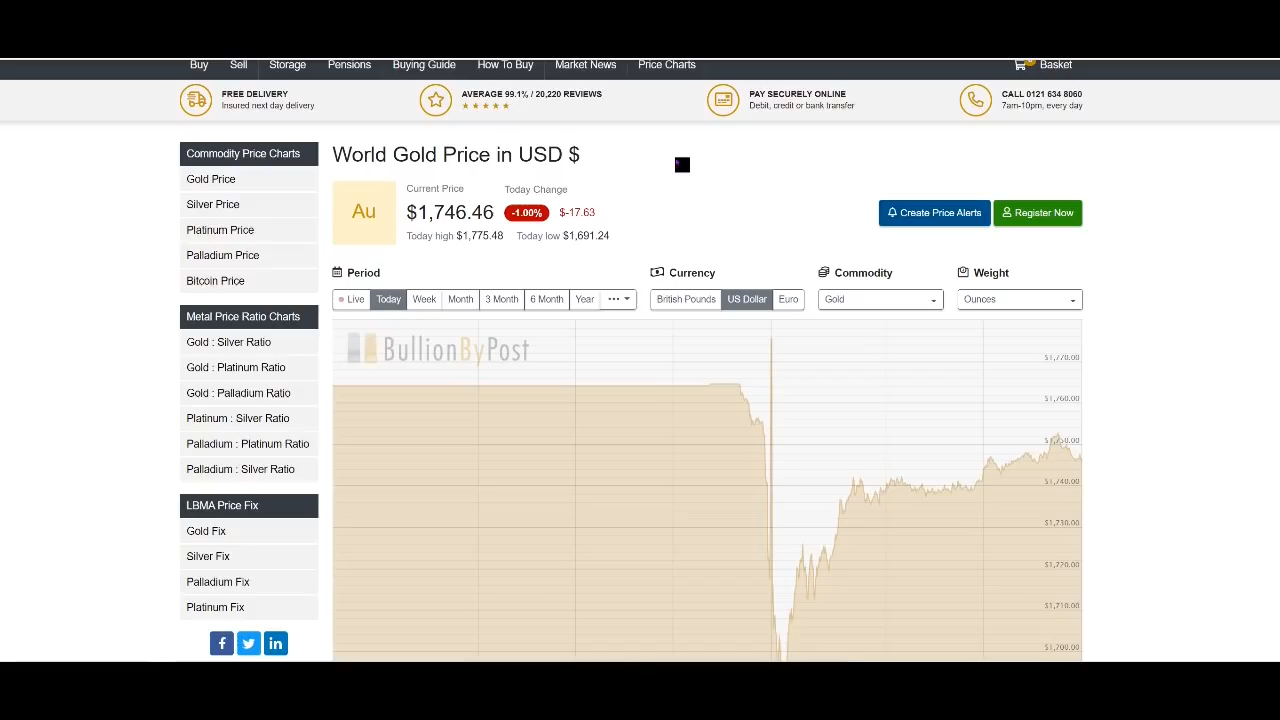 Buy Sell Storage Pensions Buying Guide How To Buy Market News Price Charts Basket
FREE DELIVERY
Insured next day delivery
AVERAGE 99.1% / 20,220 REVIEWS
PAY SECURELY ONLINE
Debit, credit or bank transfer
CALL 0121 634 8060
7am-10pm, every day
Commodity Price Charts
Gold Price
Silver Price
Platinum Price
Palladium Price
Bitcoin Price
Metal Price Ratio Charts
Gold : Silver Ratio
Gold : Platinum Ratio
Gold : Palladium Ratio
Platinum : Silver Ratio
Palladium : Platinum Ratio
Palladium : Silver Ratio
LBMA Price Fix
Gold Fix
Silver Fix
Palladium Fix
Platinum Fix
World Gold Price in USD $
Au
Current Price
Today Change
$1,746.46 -1.00% $-17.63
Today high $1,775.48 Today low $1,691.24
Create Price Alerts
Register Now
Period
Live Today Week Month 3 Month 6 Month Year ...
Currency
British Pounds US Dollar Euro
Commodity
Gold
Weight
Ounces
BullionByPost
$1,770.00
$1,760.00
$1,750.00
$1,740.00
$1,730.00
$1,720.00
$1,710.00
$1,700.00